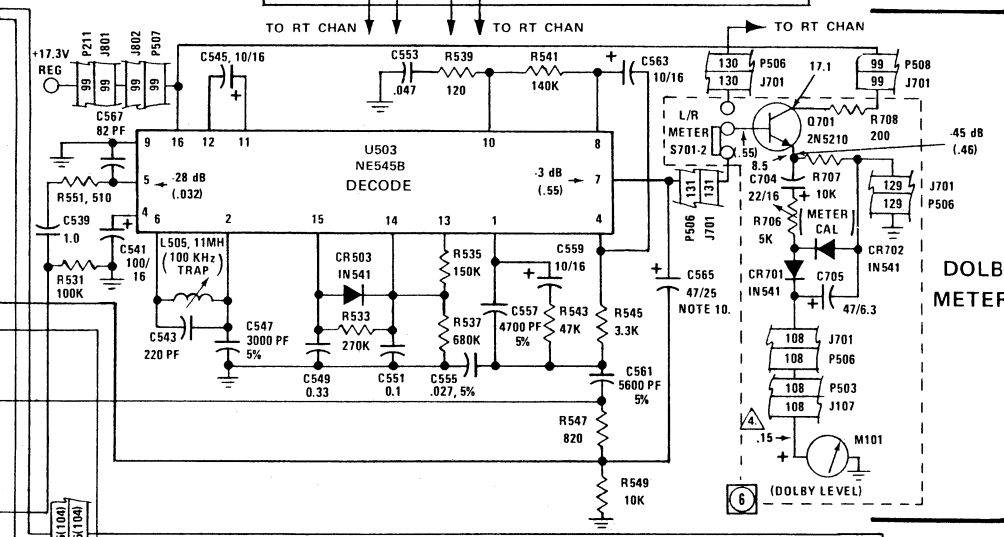 TO RT CHAN
TO RT CHAN
TO RT CHAN
+17.3V
REG
P211
J801
J802
P507
99
99
99
99
C545, 10/16
+
C553
.047
R539
120
R541
140K
+
C563
10/16
130
130
P506
J701
17.1
99
99
P508
J701
C567
82 PF
9
16
12
11
10
8
U503
NE545B
DECODE
L/R
METER
S701-2
(.55)
8.5
Q701
2N5210
R708
200
-45 dB
(.46)
R551, 510
5
-28 dB
(.032)
-3 dB
(.55)
7
131
131
P506
J701
C704
22/16
+
R707
10K
129
129
J701
P506
C539
1.0
4
+
C541
100/
16
R531
100K
6
2
15
14
13
1
4
L505, 11MH
(100 KHz)
TRAP
CR503
IN541
R535
150K
C559
10/16
+
R706
5K
[METER
CAL]
CR702
IN541
CR701
IN541
+
C705
47/6.3
+
C565
47/25
NOTE 10.
DOLB
METER
C543
220 PF
C547
3000 PF
5%
R533
270K
R537
680K
C557
4700 PF
5%
R543
47K
R545
3.3K
C549
0.33
C551
0.1
C555
.027, 5%
C561
5600 PF
5%
108
108
J701
P506
108
108
P503
J107
R547
820
4.
.15
+
M101
R549
10K
6
(DOLBY LEVEL)
5(104)
5(104)